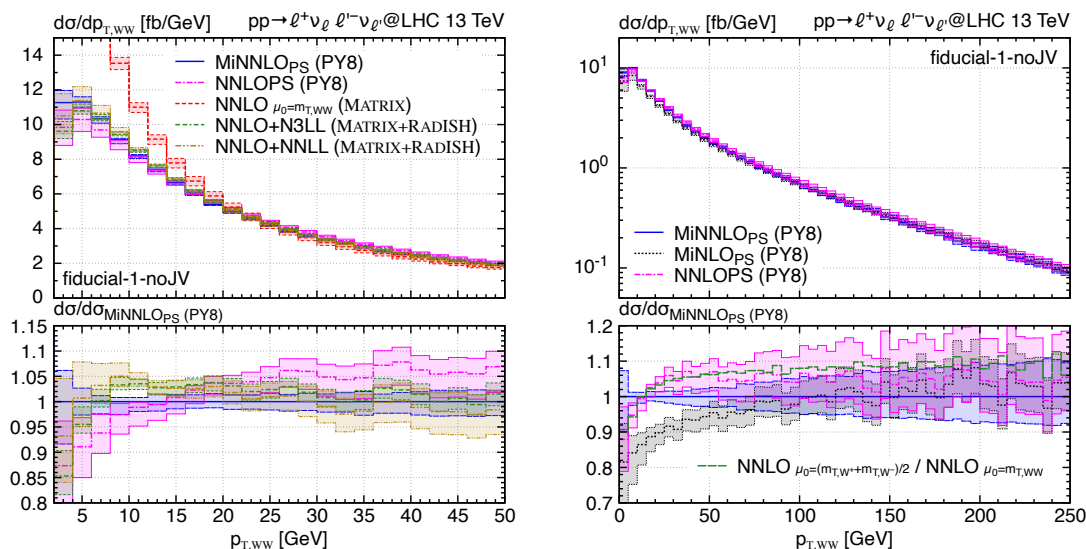 dσ/dp_T,WW [fb/GeV] pp→ℓ⁺ν_ℓ ℓ'⁻ν_ℓ'@LHC 13 TeV
14
12
10
8
6
4
2
0
MiNNLO_PS (PY8)
NNLOPS (PY8)
NNLO μ₀=m_T,WW (MATRIX)
NNLO+N3LL (MATRIX+RADISH)
NNLO+NNLL (MATRIX+RADISH)
fiducial-1-noJV
dσ/dσ_MiNNLO_PS (PY8)
1.15
1.1
1.05
1
0.95
0.9
0.85
0.8
5 10 15 20 25 30 35 40 45 50
p_T,WW [GeV]
dσ/dp_T,WW [fb/GeV] pp→ℓ⁺ν_ℓ ℓ'⁻ν_ℓ'@LHC 13 TeV
fiducial-1-noJV
10¹
10⁰
10⁻¹
MiNNLO_PS (PY8)
MiNLO_PS (PY8)
NNLOPS (PY8)
dσ/dσ_MiNNLO_PS (PY8)
1.2
1.1
1
0.9
0.8
0.7
NNLO μ₀=(m_T,W⁺+m_T,W⁻)/2 / NNLO μ₀=m_T,WW
0 50 100 150 200 250
p_T,WW [GeV]